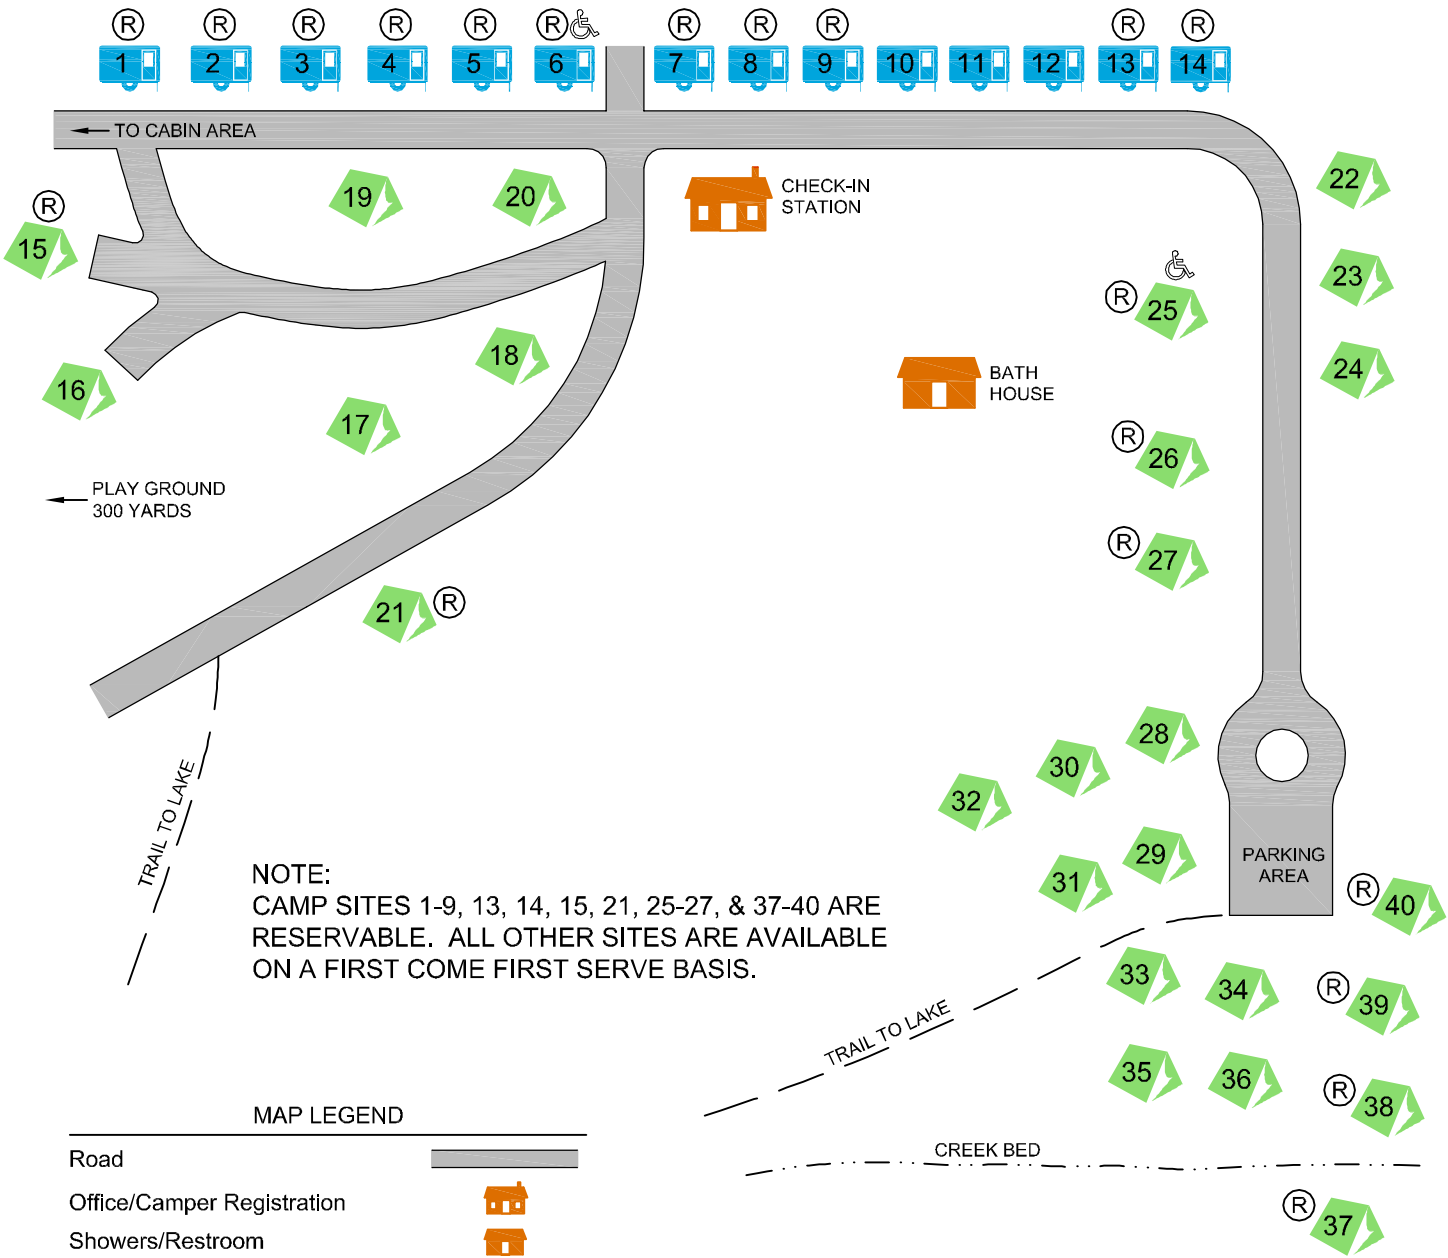 R R R R R R R R R R R
1 2 3 4 5 6 7 8 9 10 11 12 13 14
TO CABIN AREA
19
20
CHECK-IN
STATION
22
R
15
23
R
25
BATH
HOUSE
24
18
16
17
R
26
PLAY GROUND
300 YARDS
R
27
21
R
28
30
32
TRAIL TO LAKE
29
31
PARKING
AREA
R
40
NOTE:
CAMP SITES 1-9, 13, 14, 15, 21, 25-27, & 37-40 ARE
RESERVABLE. ALL OTHER SITES ARE AVAILABLE
ON A FIRST COME FIRST SERVE BASIS.
33
34
R
39
TRAIL TO LAKE
35
36
R
38
CREEK BED
R
37
MAP LEGEND
Road
Office/Camper Registration
Showers/Restroom